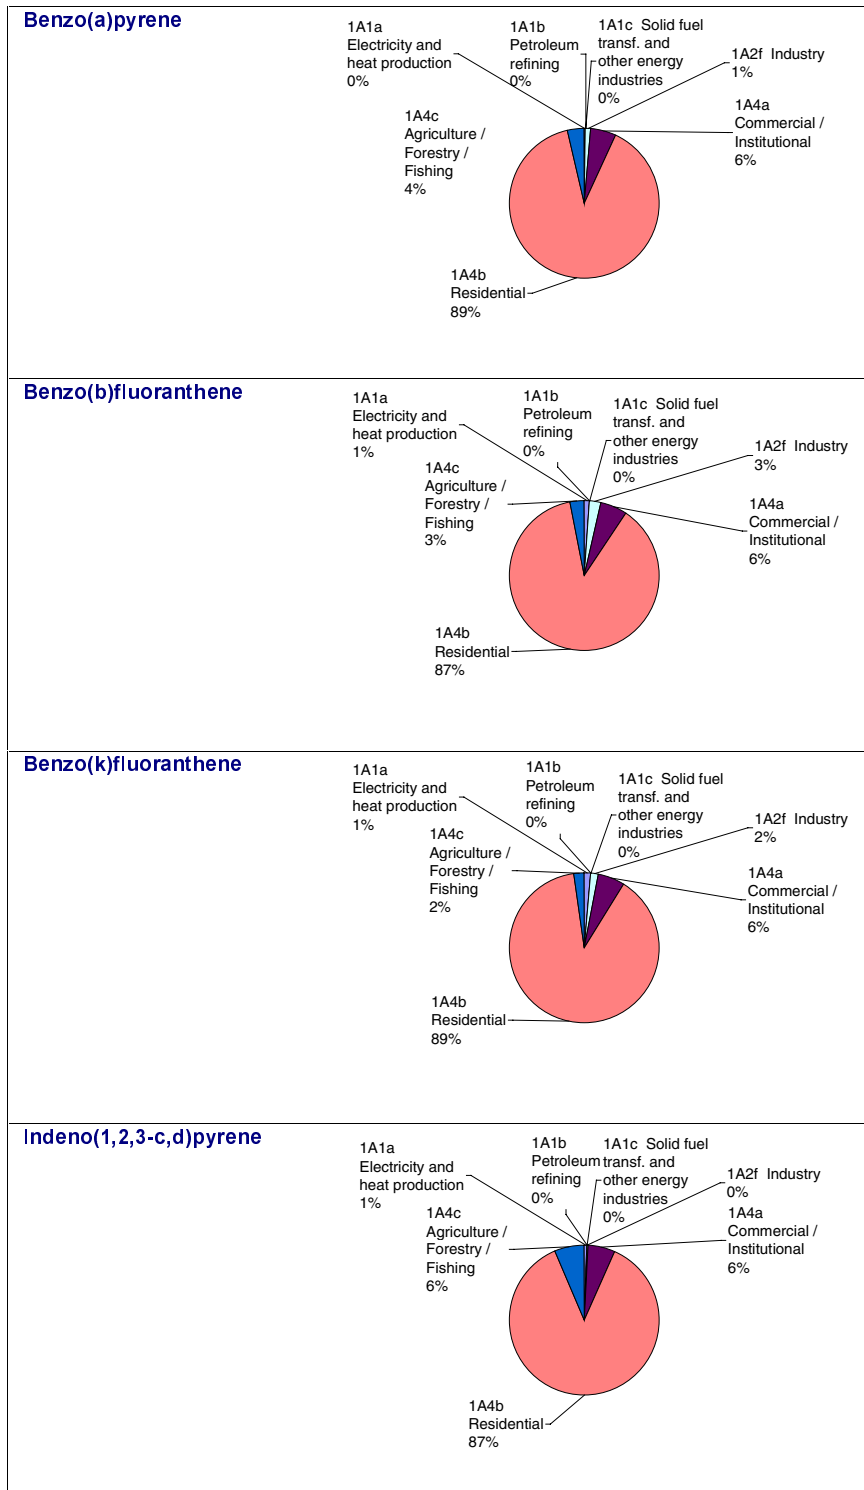 Benzo(a)pyrene
1A1a
Electricity and
heat production
0%
1A1b
Petroleum
refining
0%
1A1c  Solid fuel
transf. and
other energy
industries
0%
1A2f  Industry
1%
1A4a
Commercial /
Institutional
6%
1A4c
Agriculture /
Forestry /
Fishing
4%
1A4b
Residential
89%
Benzo(b)fluoranthene
1A1a
Electricity and
heat production
1%
1A1b
Petroleum
refining
0%
1A1c  Solid fuel
transf. and
other energy
industries
0%
1A2f  Industry
3%
1A4a
Commercial /
Institutional
6%
1A4c
Agriculture /
Forestry /
Fishing
3%
1A4b
Residential
87%
Benzo(k)fluoranthene
1A1a
Electricity and
heat production
1%
1A1b
Petroleum
refining
0%
1A1c  Solid fuel
transf. and
other energy
industries
0%
1A2f  Industry
2%
1A4a
Commercial /
Institutional
6%
1A4c
Agriculture /
Forestry /
Fishing
2%
1A4b
Residential
89%
Indeno(1,2,3-c,d)pyrene
1A1a
Electricity and
heat production
1%
1A1b
Petroleum
refining
0%
1A1c  Solid fuel
transf. and
other energy
industries
0%
1A2f  Industry
0%
1A4a
Commercial /
Institutional
6%
1A4c
Agriculture /
Forestry /
Fishing
6%
1A4b
Residential
87%